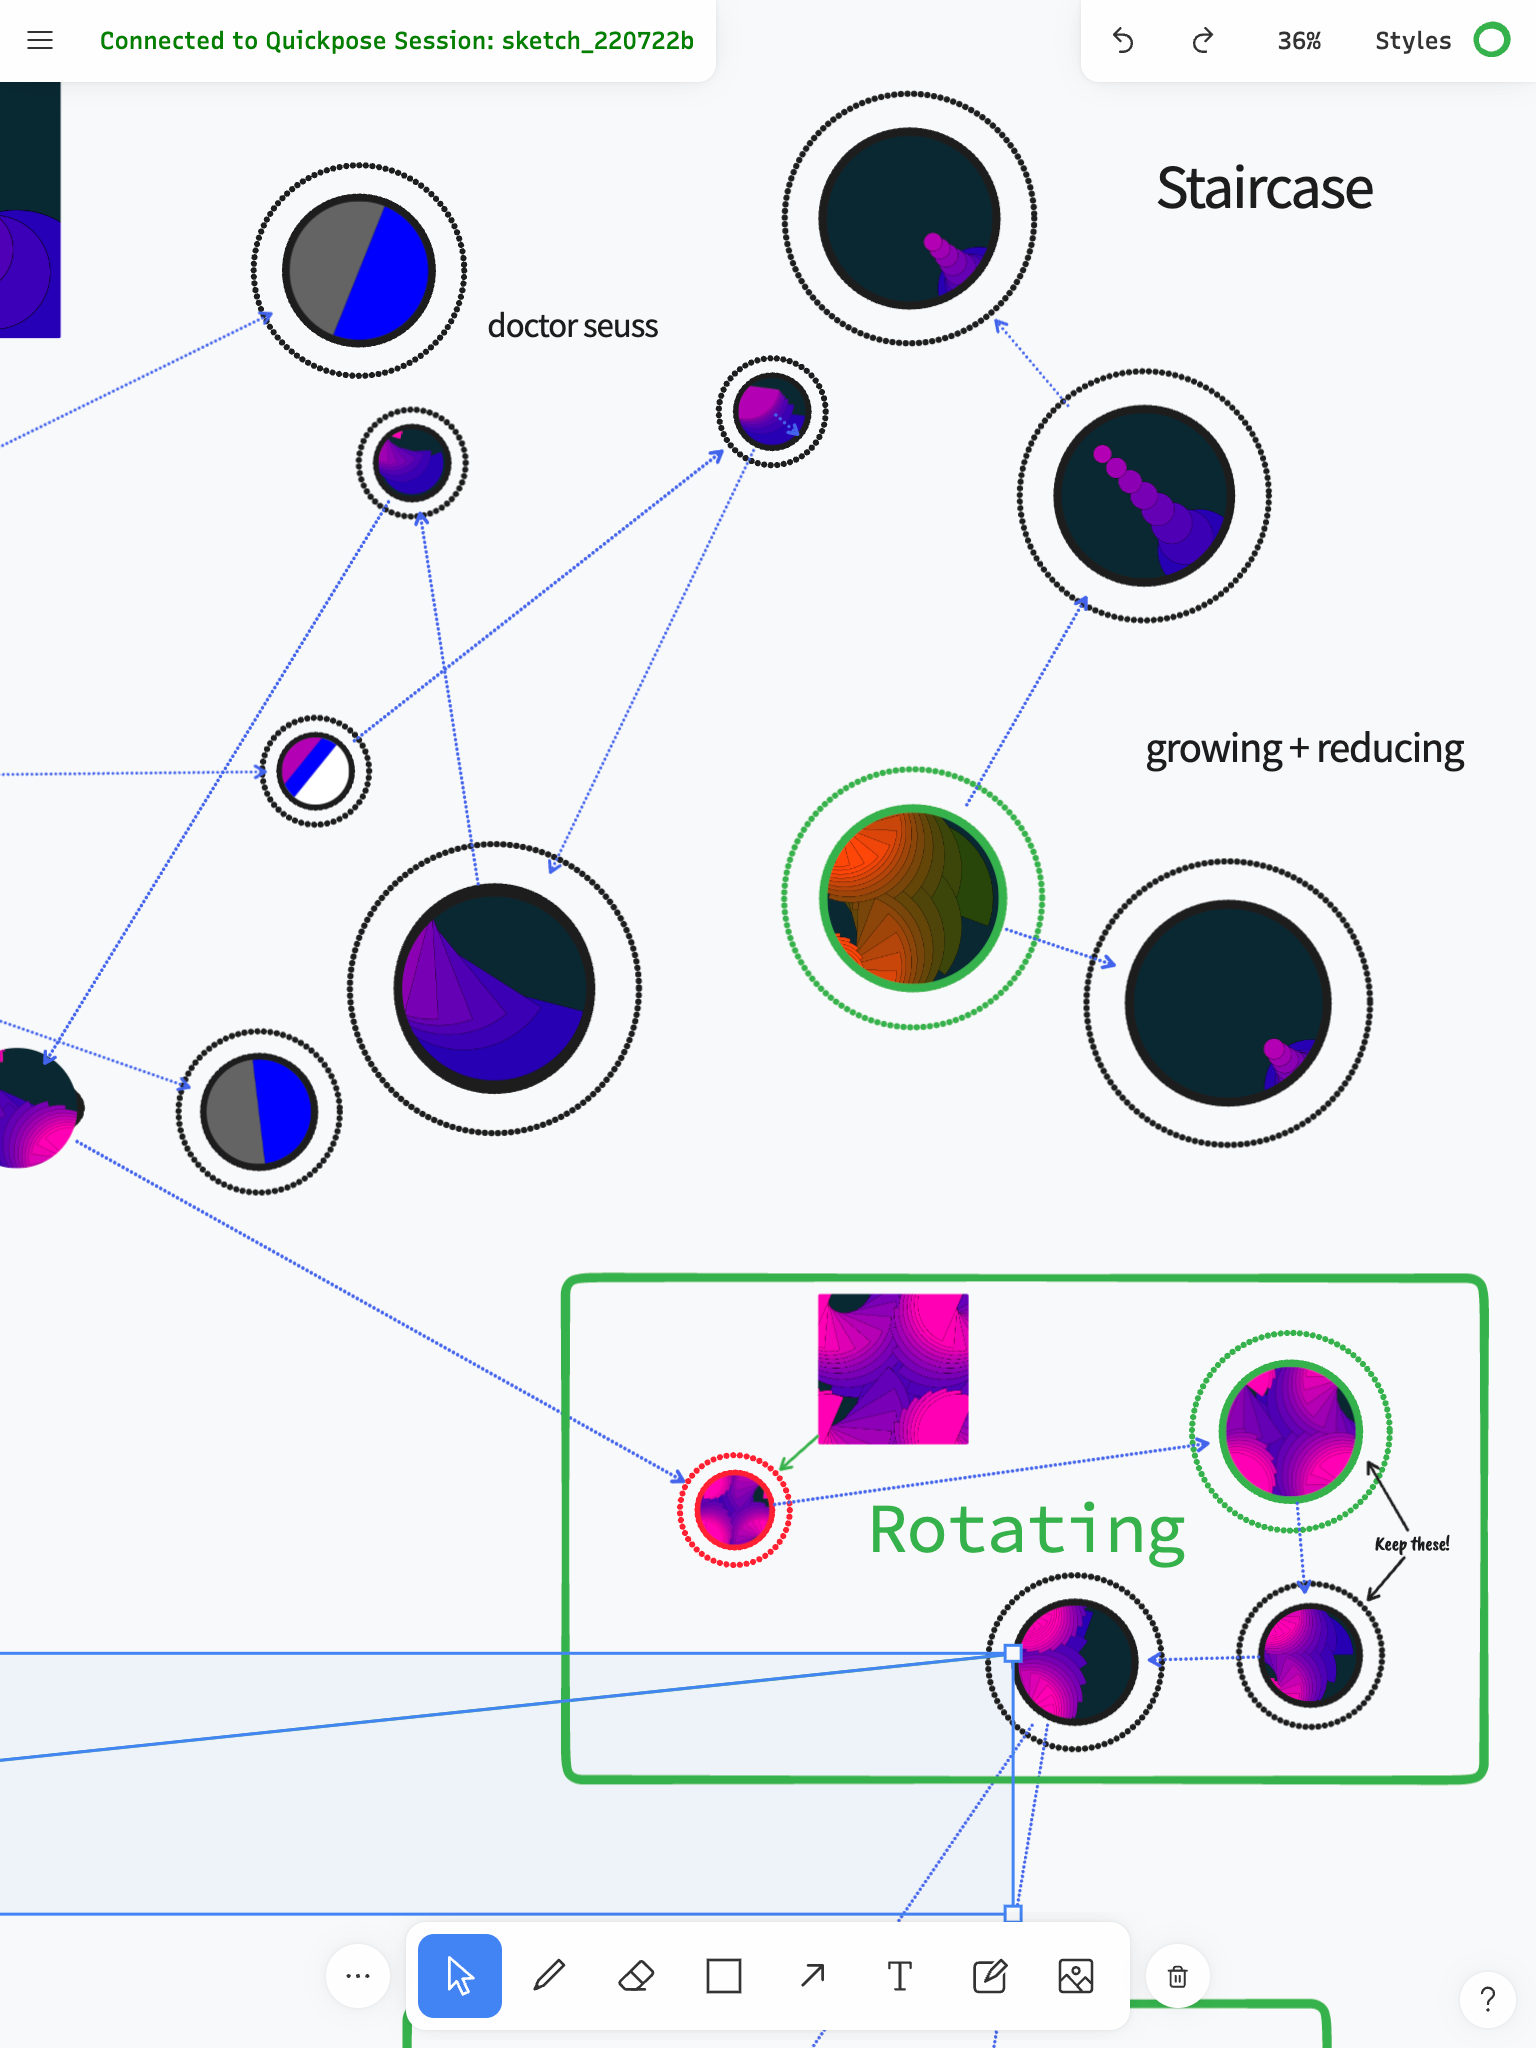 Connected to Quickpose Session: sketch_220722b
36%
Styles
Staircase
doctor seuss
growing + reducing
Rotating
Keep these!
T
?